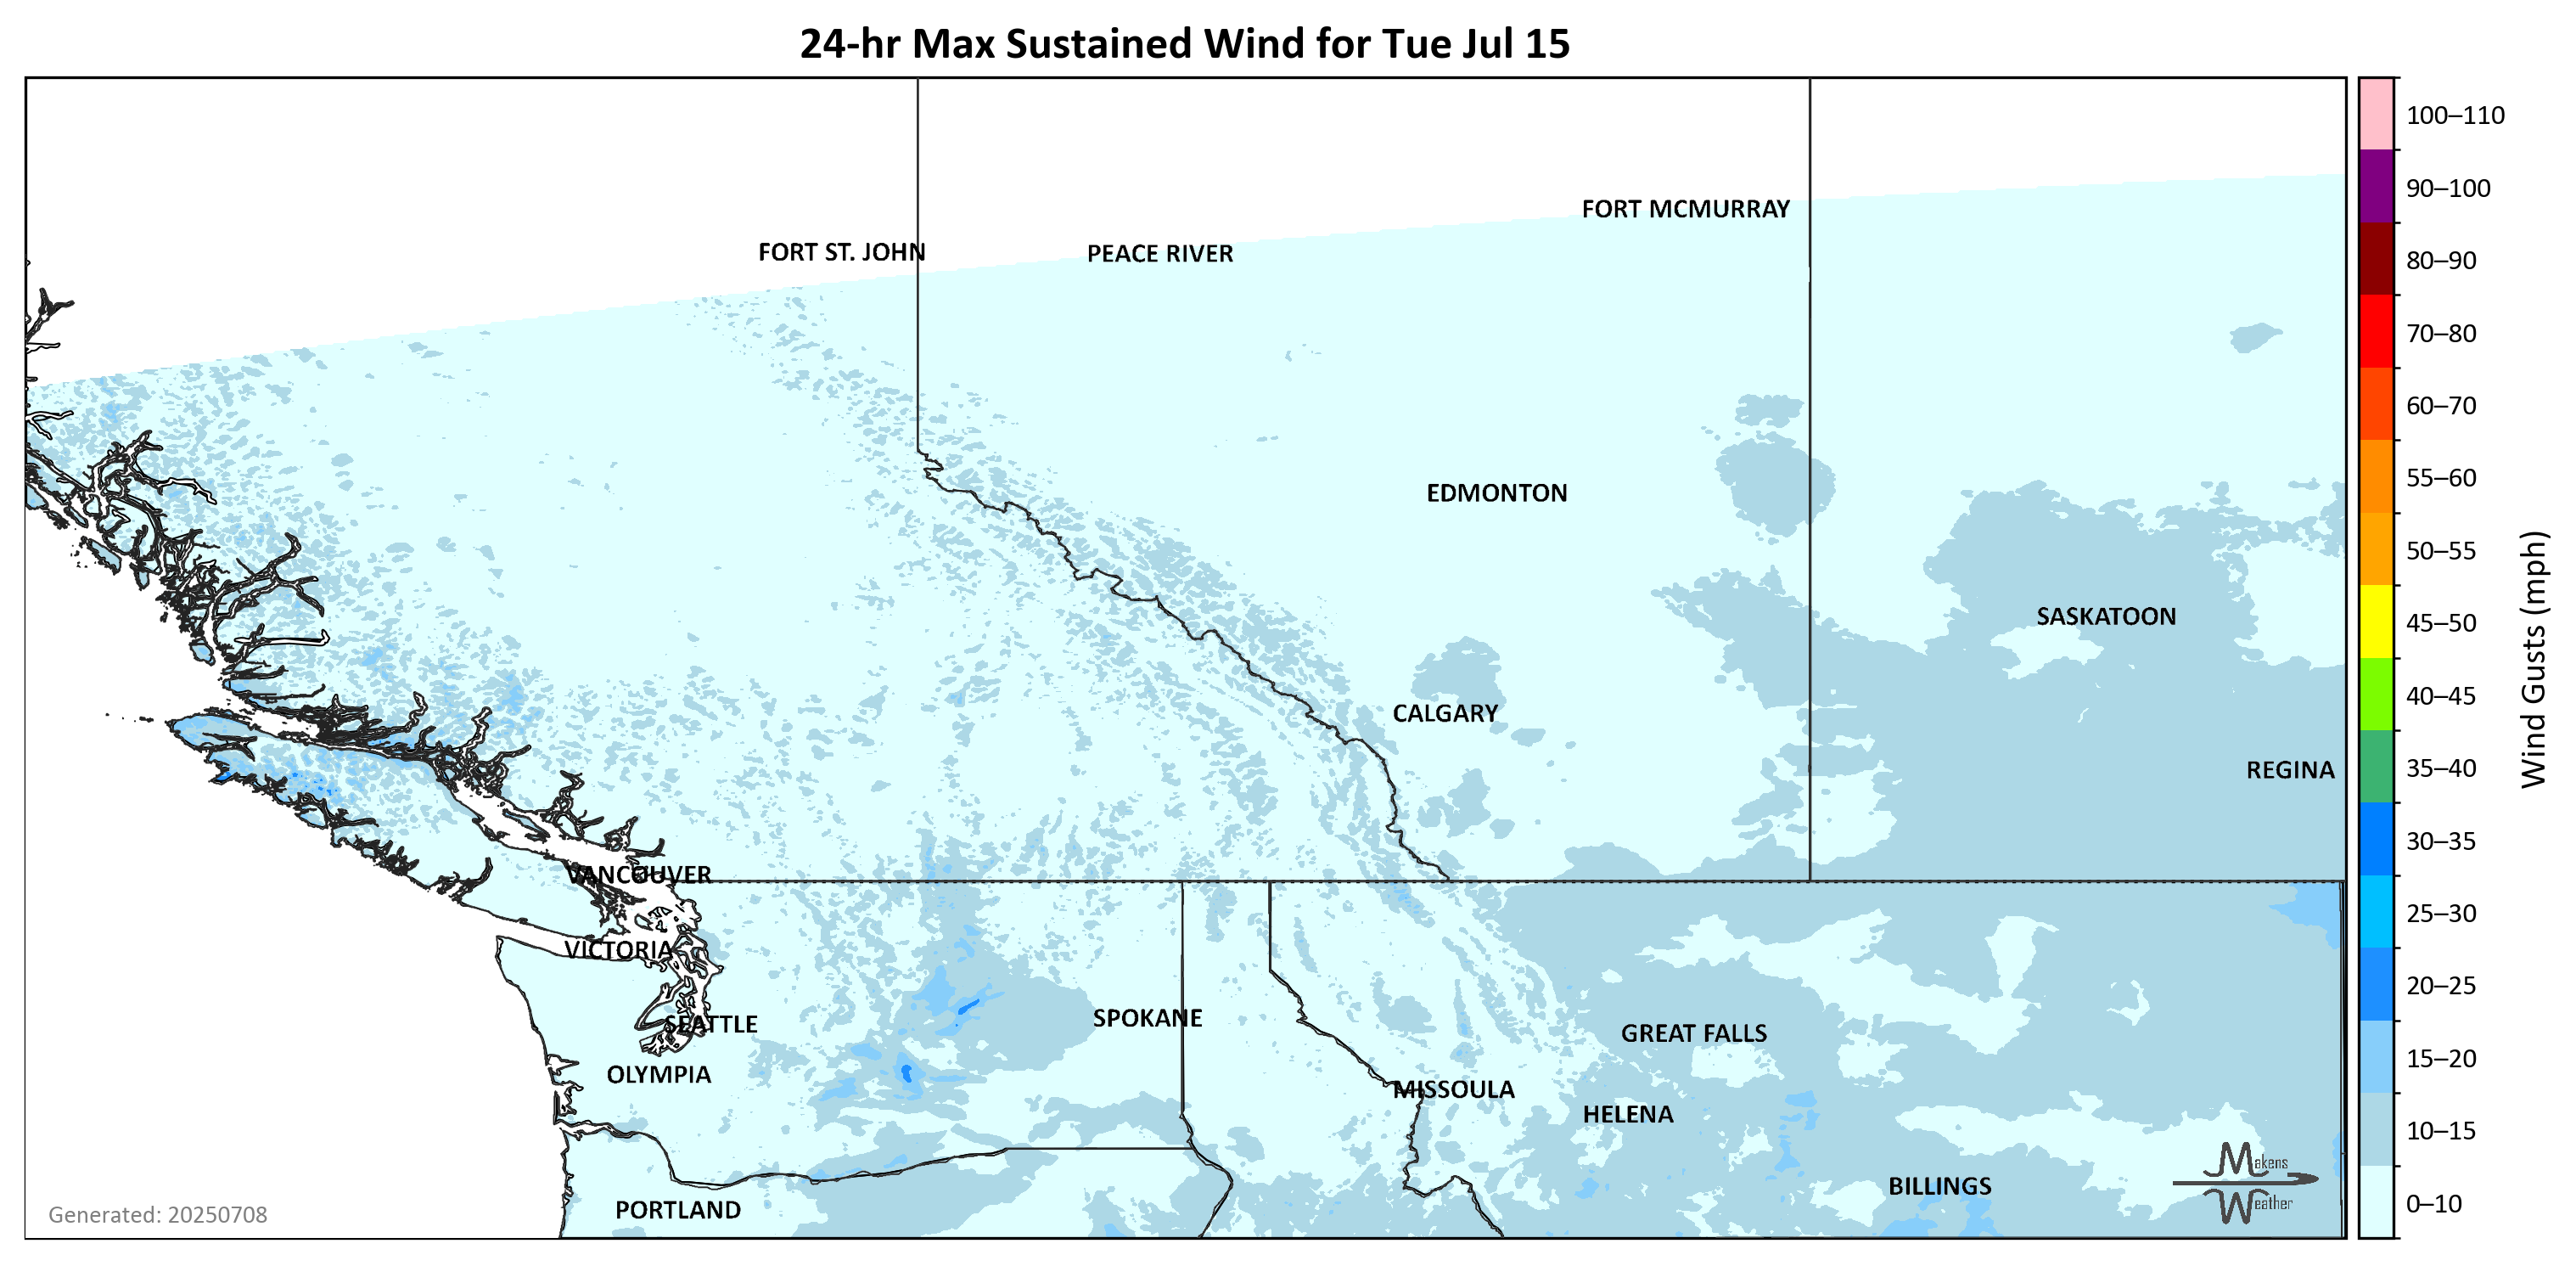 24-hr Max Sustained Wind for Tue Jul 15
100–110
90–100
80–90
70–80
60–70
55–60
50–55
45–50
40–45
35–40
30–35
25–30
20–25
15–20
10–15
0–10
Wind Gusts (mph)
FORT MCMURRAY
FORT ST. JOHN
PEACE RIVER
EDMONTON
SASKATOON
CALGARY
REGINA
VANCOUVER
VICTORIA
SEATTLE
SPOKANE
GREAT FALLS
OLYMPIA
MISSOULA
HELENA
BILLINGS
PORTLAND
Makens
Weather
Generated: 20250708